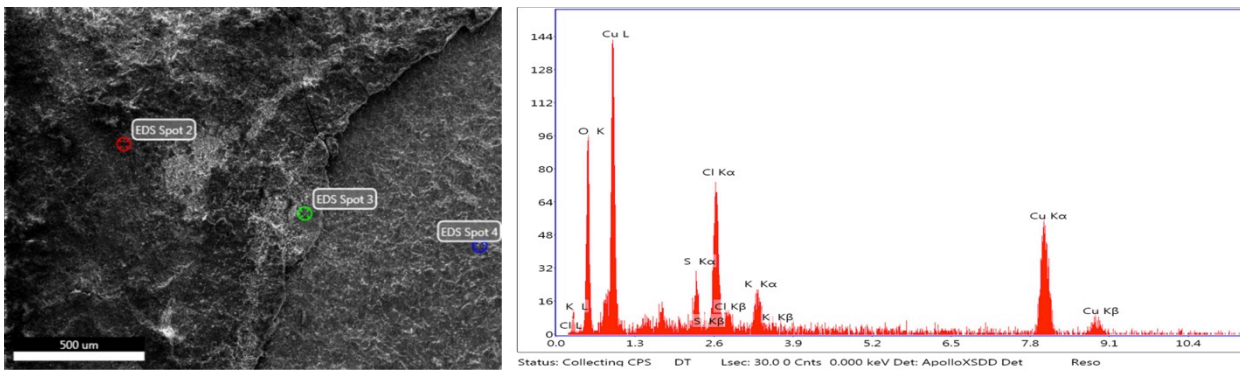 EDS Spot 2
EDS Spot 3
EDS Spot 4
500 um
144
128
112
96
80
64
48
32
16
0
Cu L
O K
Cl Kα
Cu Kα
S Kα
K Kα
K L
Cl Kβ
Cl L
S Kβ
K Kβ
Cu Kβ
0.0 1.3 2.6 3.9 5.2 6.5 7.8 9.1 10.4
Status: Collecting CPS DT Lsec: 30.0 0 Cnts 0.000 keV Det: ApolloXSDD Det Reso